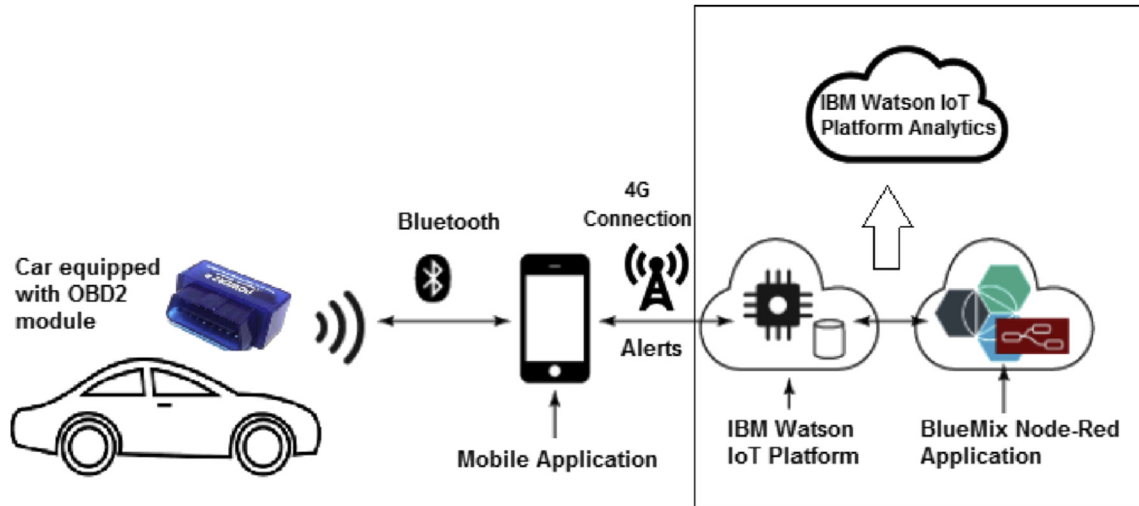 IBM Watson IoT
Platform Analytics
4G
Connection
Bluetooth
Car equipped
with OBD2
module
Alerts
Mobile Application
IBM Watson
IoT Platform
BlueMix Node-Red
Application